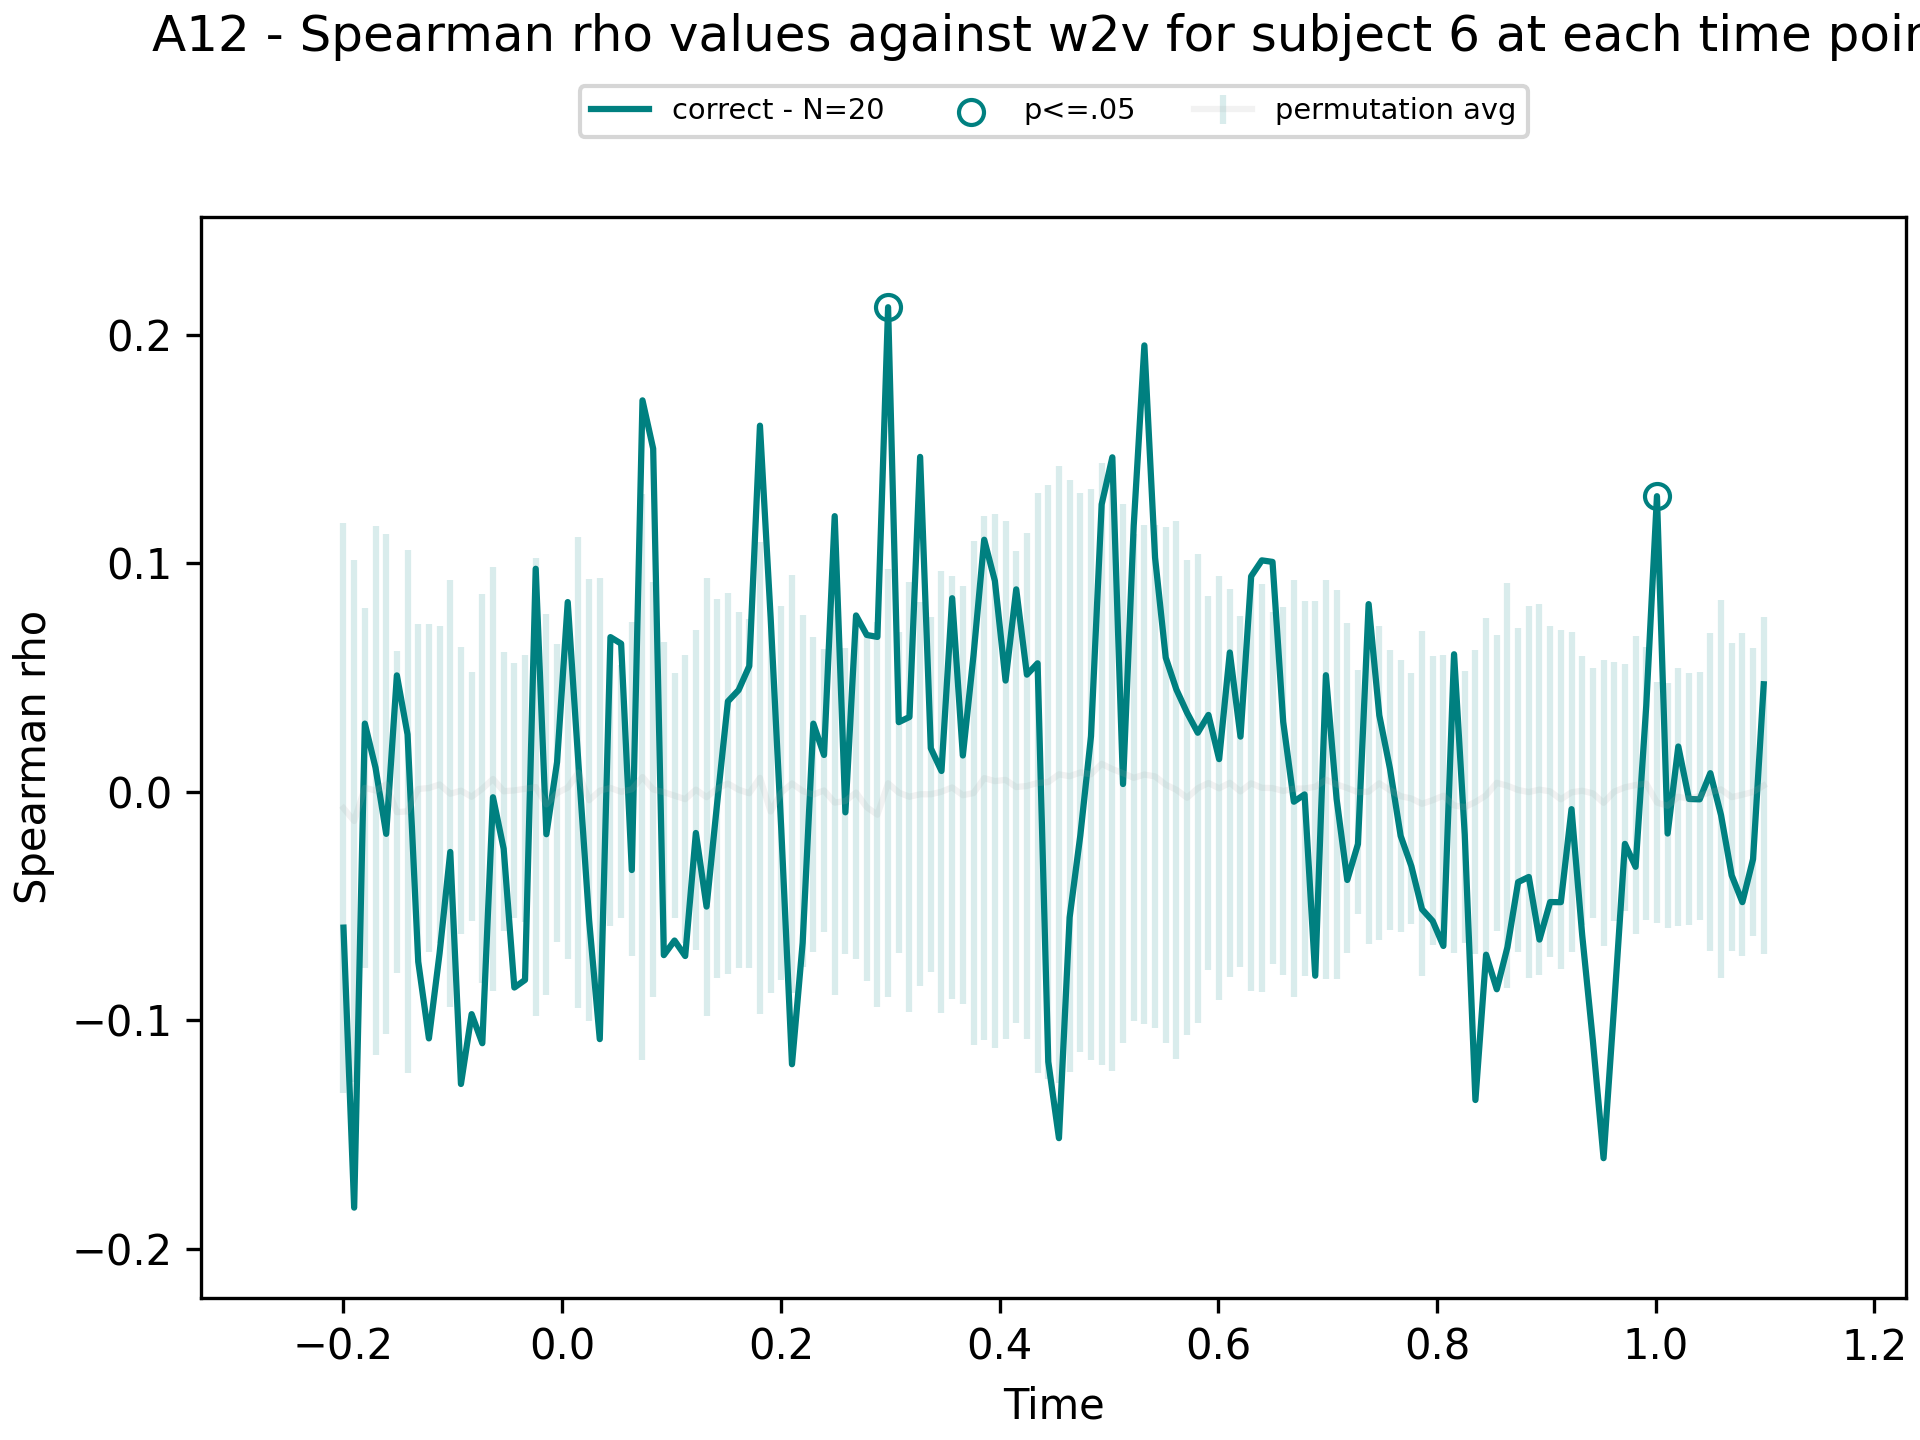 A12 - Spearman rho values against w2v for subject 6 at each time
correct - N=20 p<=.05 permutation avg
Spearman rho
0.2
0.1
0.0
−0.1
−0.2
−0.2 0.0 0.2 0.4 0.6 0.8 1.0 1.2
Time